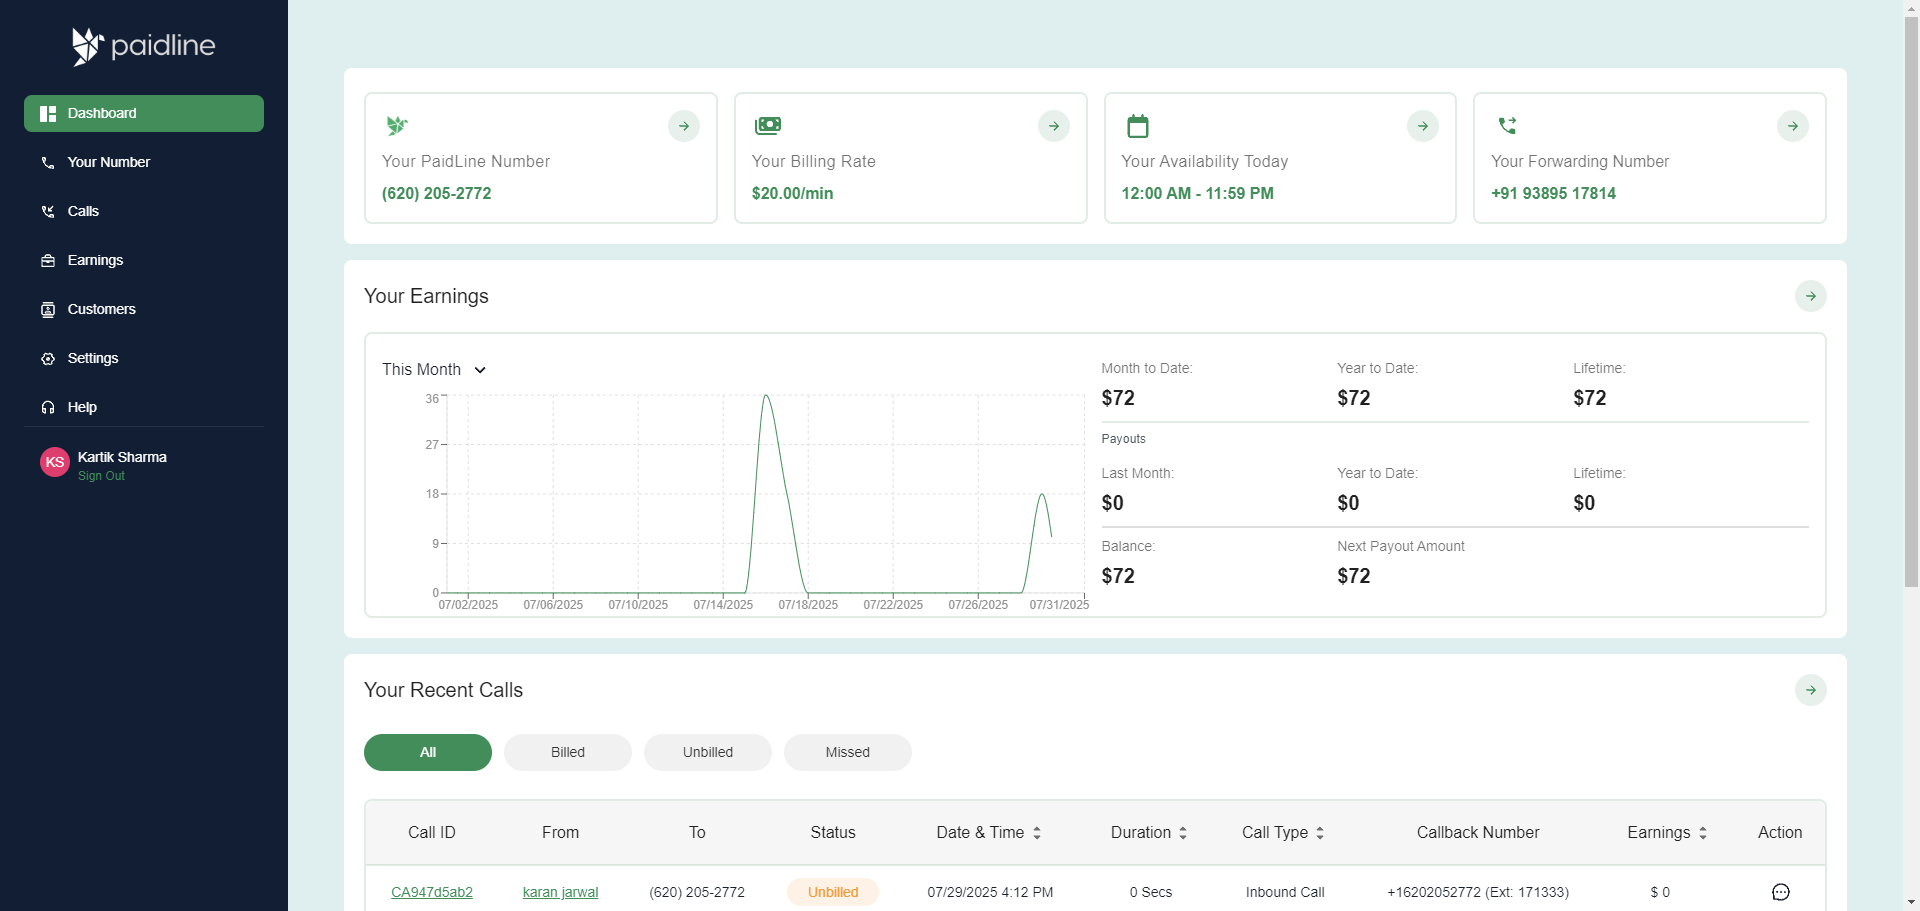 paidline
Dashboard
Your Number
Calls
Earnings
Customers
Settings
Help
KS
Kartik Sharma
Sign Out
Your PaidLine Number
(620) 205-2772
Your Billing Rate
$20.00/min
Your Availability Today
12:00 AM - 11:59 PM
Your Forwarding Number
+91 93895 17814
Your Earnings
This Month
36
27
18
9
0
07/02/2025 07/06/2025 07/10/2025 07/14/2025 07/18/2025 07/22/2025 07/26/2025 07/31/2025
Month to Date: Year to Date: Lifetime:
$72 $72 $72
Payouts
Last Month: Year to Date: Lifetime:
$0 $0 $0
Balance: Next Payout Amount
$72 $72
Your Recent Calls
All Billed Unbilled Missed
Call ID From To Status Date & Time Duration Call Type Callback Number Earnings Action
CA947d5ab2 karan jarwal (620) 205-2772 Unbilled 07/29/2025 4:12 PM 0 Secs Inbound Call +16202052772 (Ext: 171333) $ 0